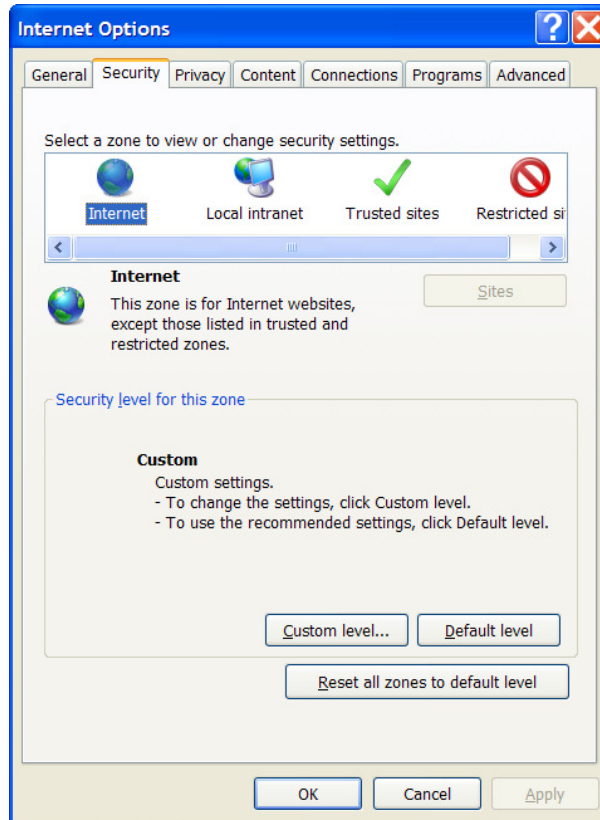 Internet Options
General Security Privacy Content Connections Programs Advanced
Select a zone to view or change security settings.
Internet Local intranet Trusted sites Restricted si
Internet
Sites
This zone is for Internet websites,
except those listed in trusted and
restricted zones.
Security level for this zone
Custom
Custom settings.
- To change the settings, click Custom level.
- To use the recommended settings, click Default level.
Custom level... Default level
Reset all zones to default level
OK Cancel Apply